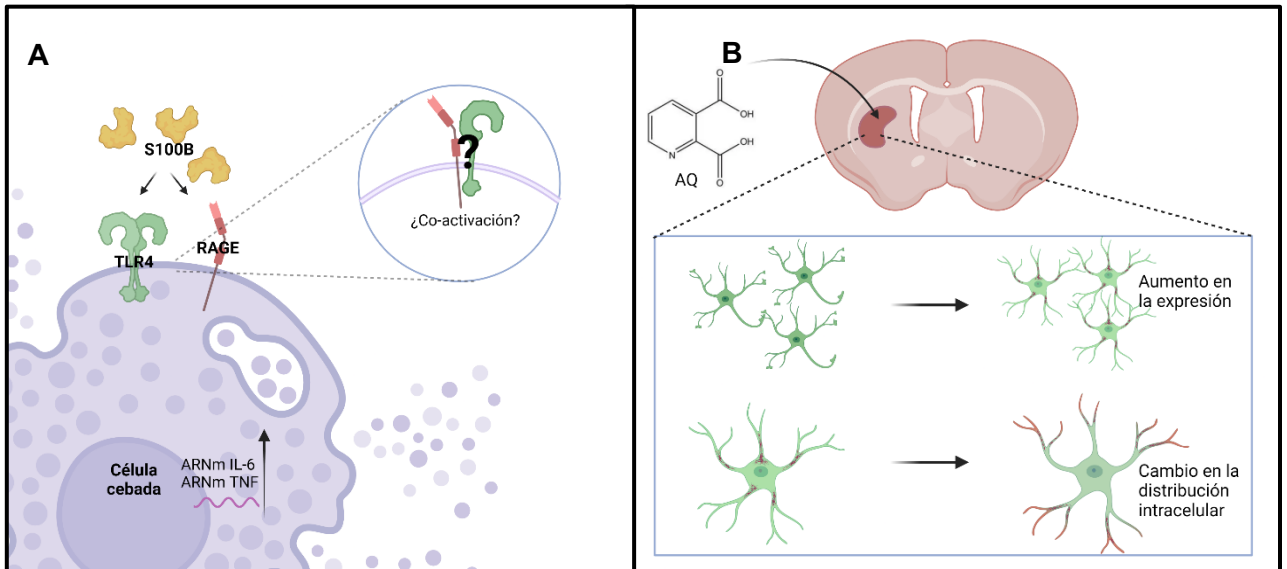 A
S100B
TLR4
RAGE
?
¿Co-activación?
Célula
cebada
ARNm IL-6
ARNm TNF
B
O
OH
OH
O
N
AQ
Aumento en
la expresión
Cambio en la
distribución
intracelular